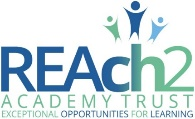 REAch2
ACADEMY TRUST
EXCEPTIONAL OPPORTUNITIES FOR LEARNING